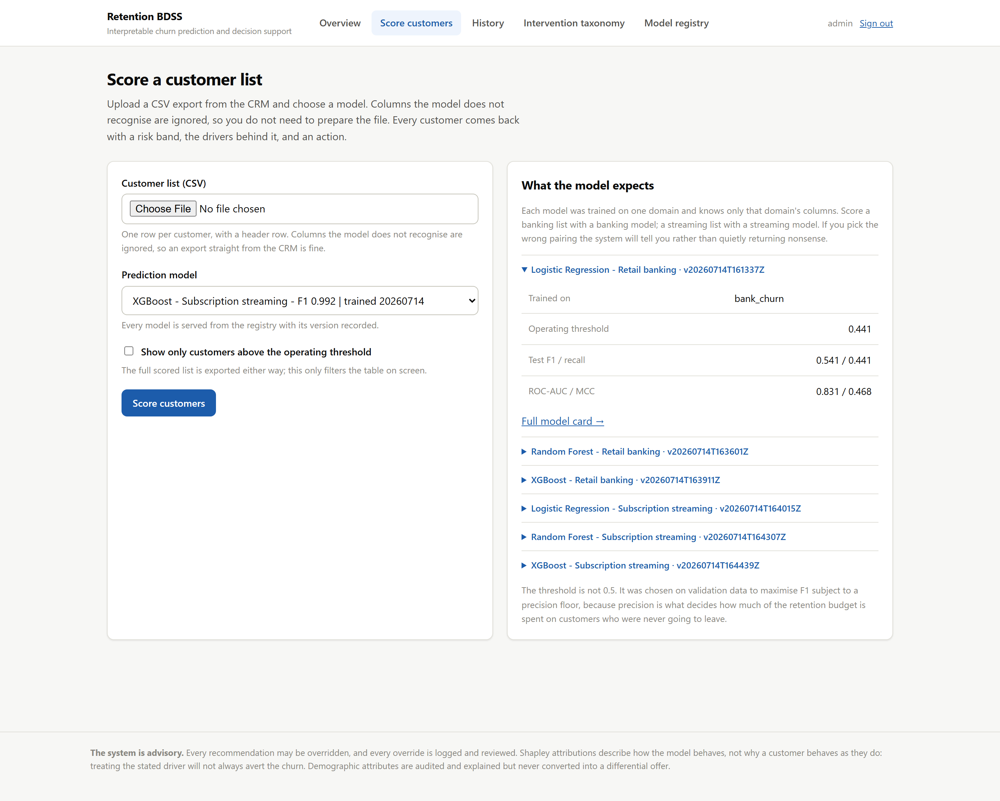 Retention BDSS
Interpretable churn prediction and decision support
Overview
Score customers
History
Intervention taxonomy
Model registry
admin
Sign out
Score a customer list
Upload a CSV export from the CRM and choose a model. Columns the model does not
recognise are ignored, so you do not need to prepare the file. Every customer comes back
with a risk band, the drivers behind it, and an action.
Customer list (CSV)
Choose File No file chosen
One row per customer, with a header row. Columns the model does not recognise are
ignored, so an export straight from the CRM is fine.
Prediction model
XGBoost - Subscription streaming - F1 0.992 | trained 20260714
Every model is served from the registry with its version recorded.
Show only customers above the operating threshold
The full scored list is exported either way; this only filters the table on screen.
Score customers
What the model expects
Each model was trained on one domain and knows only that domain's columns. Score a
banking list with a banking model; a streaming list with a streaming model. If you pick the
wrong pairing the system will tell you rather than quietly returning nonsense.
▼ Logistic Regression - Retail banking · v20260714T161337Z
Trained on bank_churn
Operating threshold 0.441
Test F1 / recall 0.541 / 0.441
ROC-AUC / MCC 0.831 / 0.468
Full model card →
▶ Random Forest - Retail banking · v20260714T163601Z
▶ XGBoost - Retail banking · v20260714T163911Z
▶ Logistic Regression - Subscription streaming · v20260714T164015Z
▶ Random Forest - Subscription streaming · v20260714T164307Z
▶ XGBoost - Subscription streaming · v20260714T164439Z
The threshold is not 0.5. It was chosen on validation data to maximise F1 subject to a
precision floor, because precision is what decides how much of the retention budget is
spent on customers who were never going to leave.
The system is advisory. Every recommendation may be overridden, and every override is logged and reviewed. Shapley attributions describe how the model behaves, not why a customer behaves as they do:
treating the stated driver will not always avert the churn. Demographic attributes are audited and explained but never converted into a differential offer.